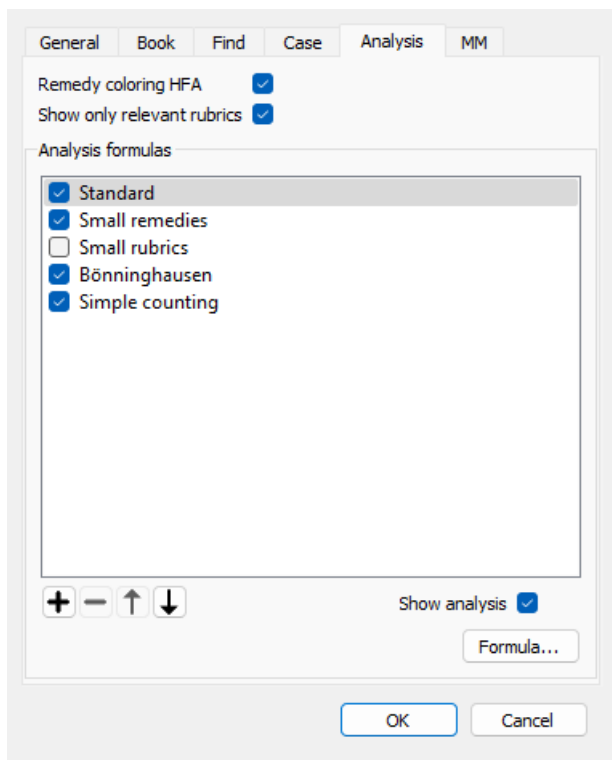 General Book Find Case Analysis MM
Remedy coloring HFA
Show only relevant rubrics
Analysis formulas
Standard
Small remedies
Small rubrics
Bönninghausen
Simple counting
Show analysis
Formula...
OK Cancel